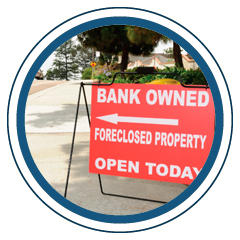 BANK OWNED
FORECLOSED PROPERTY
OPEN TODAY